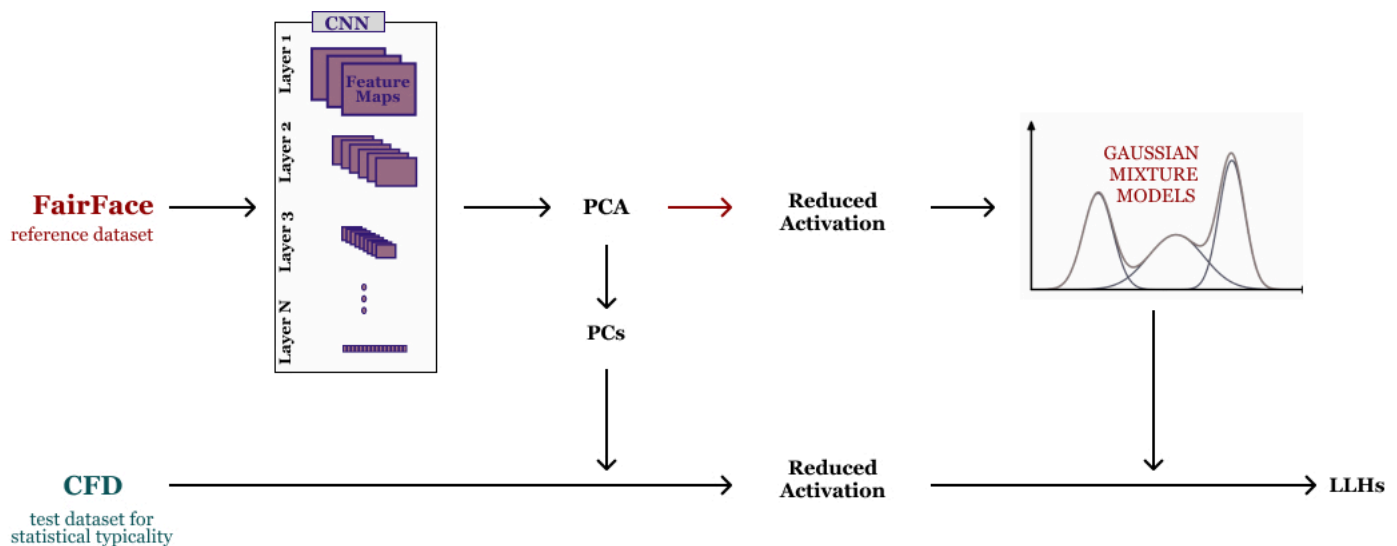 CNN
Layer 1
Feature
Maps
Layer 2
Layer 3
Layer N
FairFace
reference dataset
PCA
Reduced
Activation
GAUSSIAN
MIXTURE
MODELS
PCs
CFD
test dataset for
statistical typicality
Reduced
Activation
LLHs